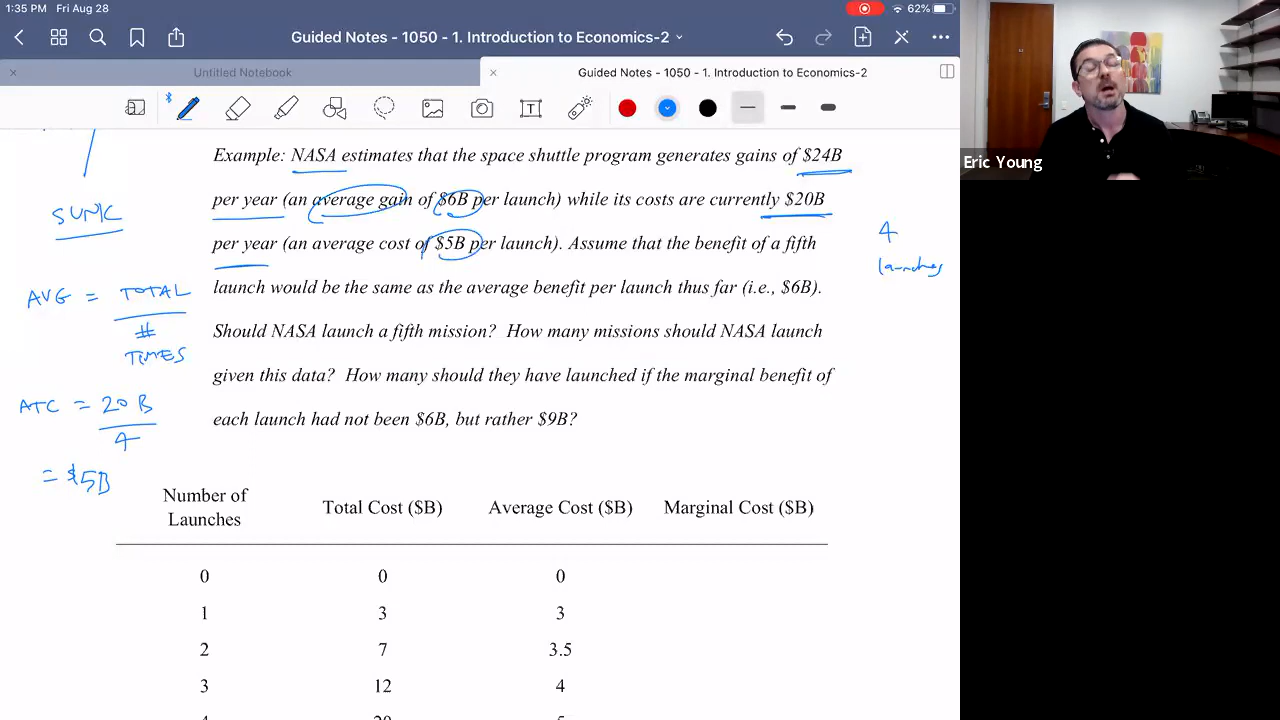 1:35 PM Fri Aug 28
62%
Guided Notes - 1050 - 1. Introduction to Economics-2
Untitled Notebook
Guided Notes - 1050 - 1. Introduction to Economics-2
Eric Young
Example: NASA estimates that the space shuttle program generates gains of $24B
per year (an average gain of $6B per launch) while its costs are currently $20B
per year (an average cost of $5B per launch). Assume that the benefit of a fifth
launch would be the same as the average benefit per launch thus far (i.e., $6B).
Should NASA launch a fifth mission? How many missions should NASA launch
given this data? How many should they have launched if the marginal benefit of
each launch had not been $6B, but rather $9B?
SUNK
4
launches
AVG = TOTAL
#
TIMES
ATC = 20 B
4
= $5B
Number of
Launches
Total Cost ($B)
Average Cost ($B)
Marginal Cost ($B)
0 0 0
1 3 3
2 7 3.5
3 12 4
4 20 5